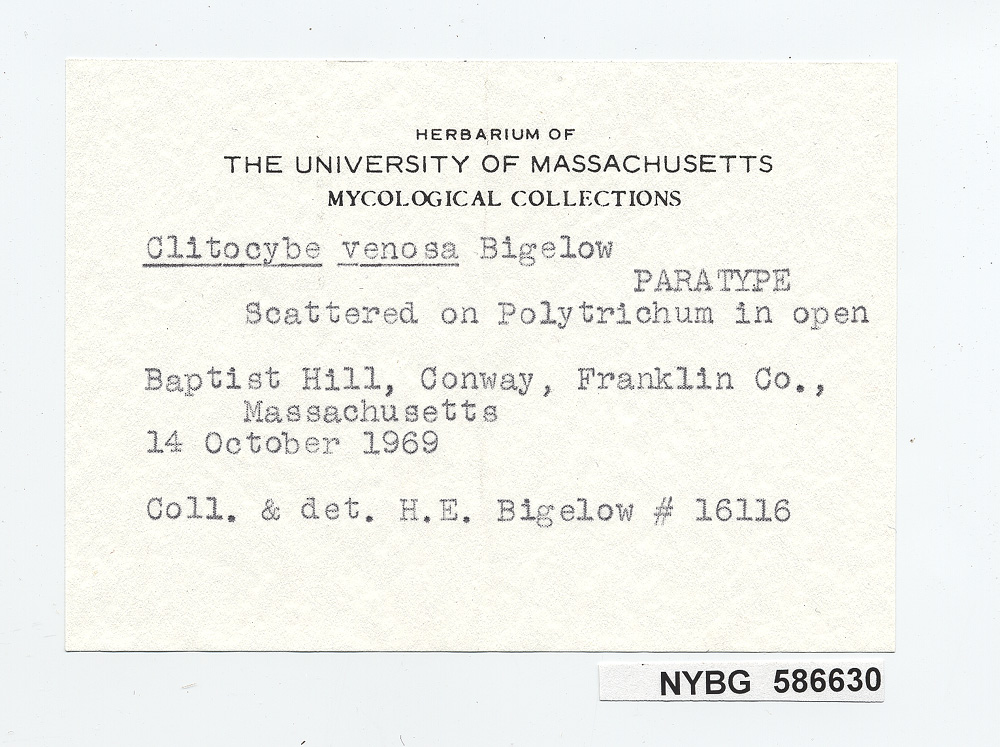 HERBARIUM OF
THE UNIVERSITY OF MASSACHUSETTS
MYCOLOGICAL COLLECTIONS
Clitocybe venosa Bigelow
PARATYPE
Scattered on Polytrichum in open
Baptist Hill, Conway, Franklin Co.,
Massachusetts
14 October 1969
Coll. & det. H.E. Bigelow # 16116
NYBG 586630